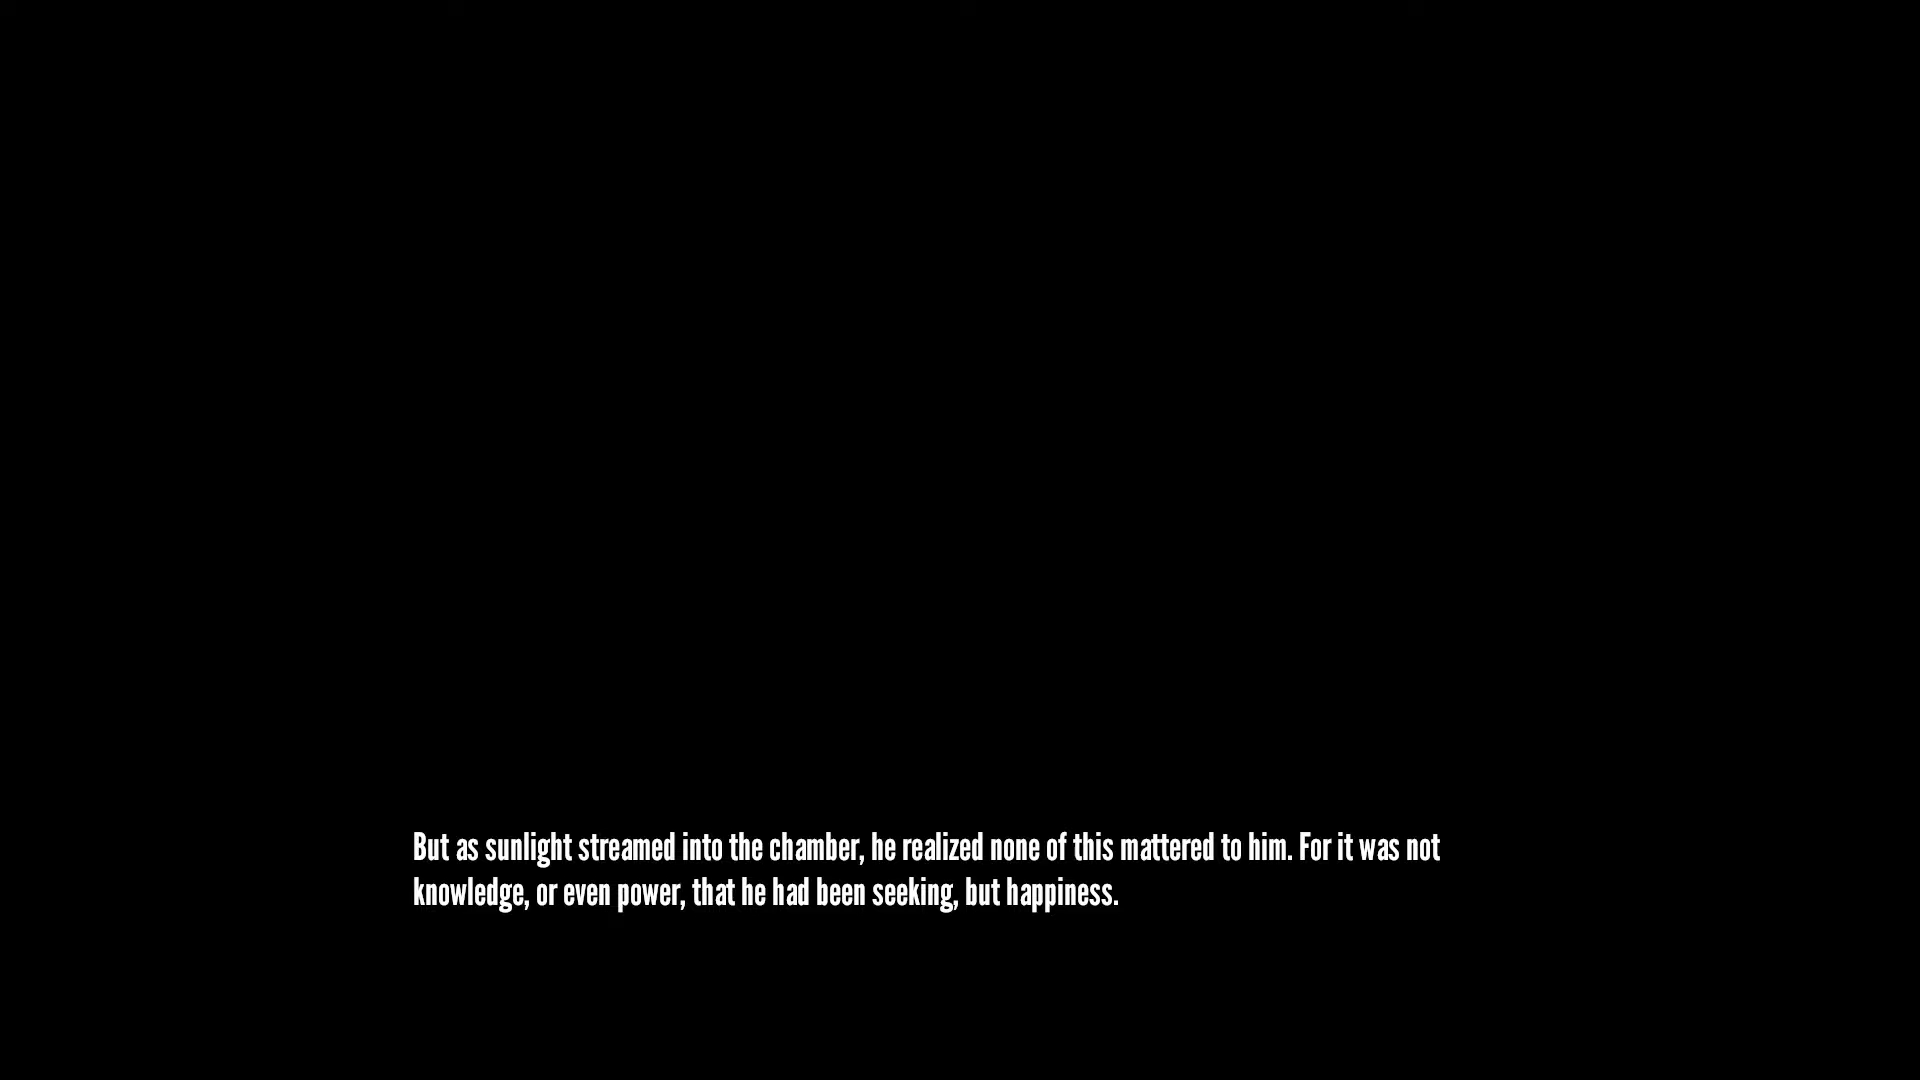 But as sunlight streamed into the chamber, he realized none of this mattered to him. For it was not
knowledge, or even power, that he had been seeking, but happiness.